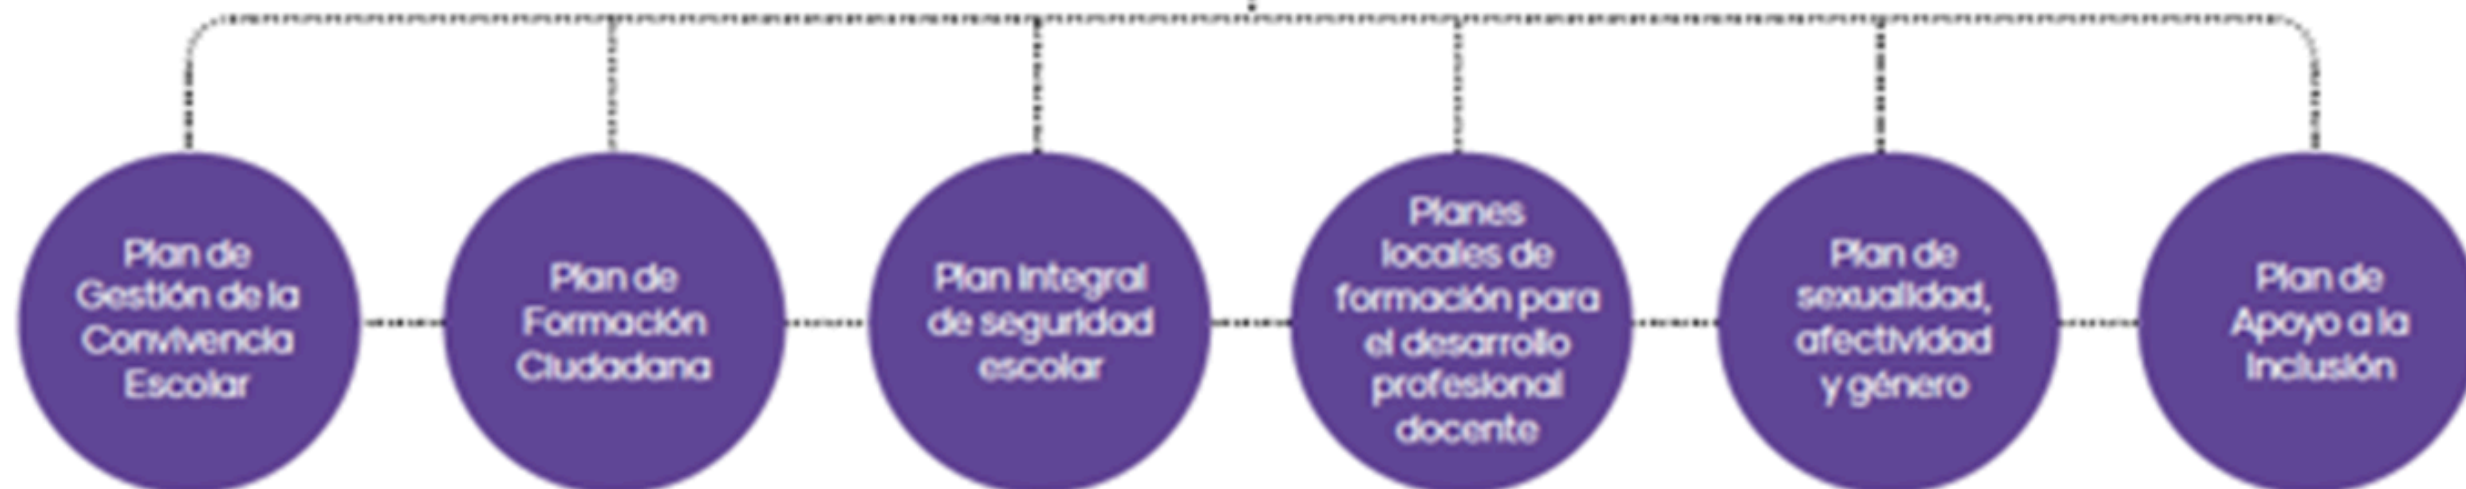 Plan de
Gestión de la
Convivencia
Escolar
Plan de
Formación
Ciudadana
Plan Integral
de seguridad
escolar
Planes
locales de
formación para
el desarrollo
profesional
docente
Plan de
sexualidad,
afectividad
y género
Plan de
Apoyo a la
Inclusión